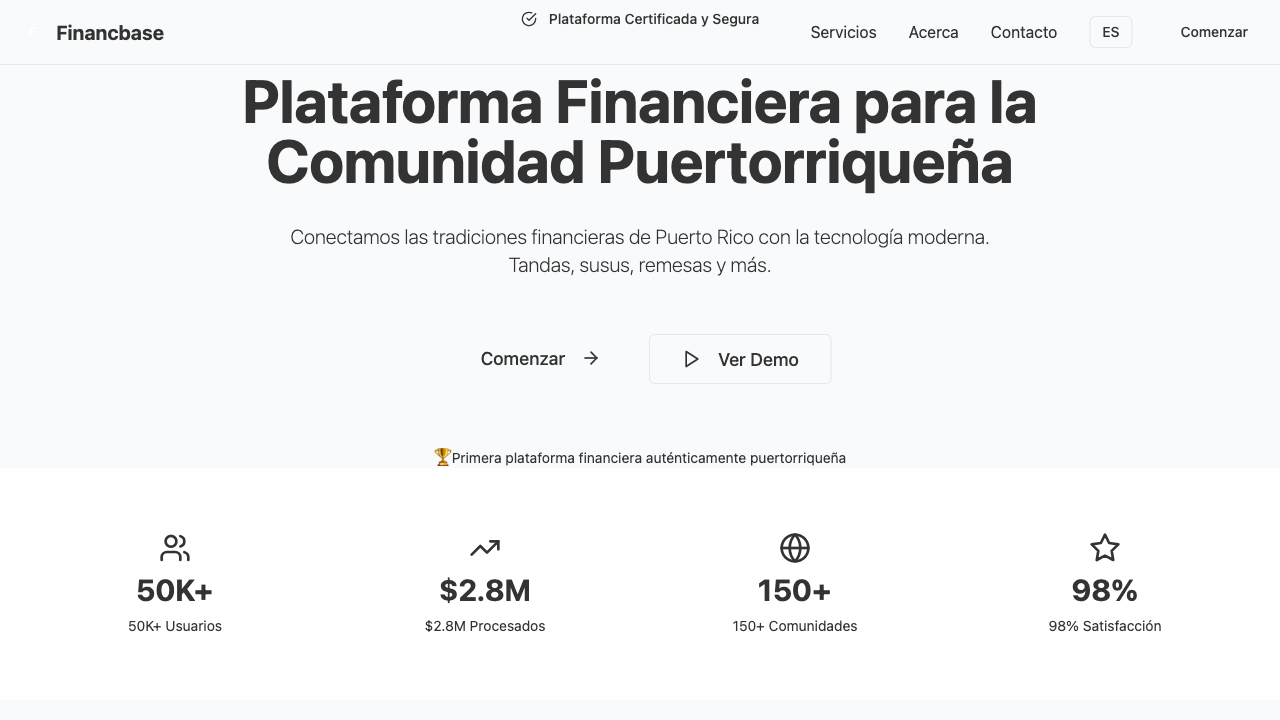 Financbase
Plataforma Certificada y Segura
Servicios
Acerca
Contacto
ES
Comenzar
Plataforma Financiera para la
Comunidad Puertorriqueña
Conectamos las tradiciones financieras de Puerto Rico con la tecnología moderna.
Tandas, susus, remesas y más.
Comenzar
Ver Demo
🏆Primera plataforma financiera auténticamente puertorriqueña
50K+
50K+ Usuarios
$2.8M
$2.8M Procesados
150+
150+ Comunidades
98%
98% Satisfacción